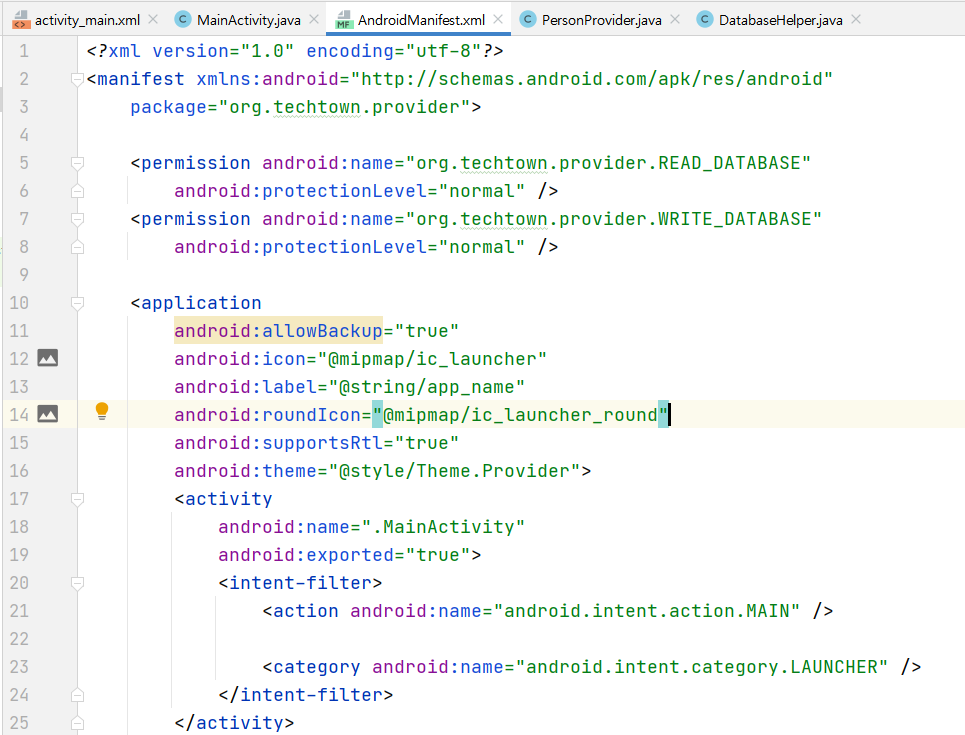 activity_main.xml MainActivity.java AndroidManifest.xml PersonProvider.java DatabaseHelper.java
1 <?xml version="1.0" encoding="utf-8"?>
2 <manifest xmlns:android="http://schemas.android.com/apk/res/android"
3     package="org.techtown.provider">
4
5     <permission android:name="org.techtown.provider.READ_DATABASE"
6         android:protectionLevel="normal" />
7     <permission android:name="org.techtown.provider.WRITE_DATABASE"
8         android:protectionLevel="normal" />
9
10     <application
11         android:allowBackup="true"
12         android:icon="@mipmap/ic_launcher"
13         android:label="@string/app_name"
14         android:roundIcon="@mipmap/ic_launcher_round"
15         android:supportsRtl="true"
16         android:theme="@style/Theme.Provider">
17         <activity
18             android:name=".MainActivity"
19             android:exported="true">
20             <intent-filter>
21                 <action android:name="android.intent.action.MAIN" />
22
23                 <category android:name="android.intent.category.LAUNCHER" />
24             </intent-filter>
25         </activity>